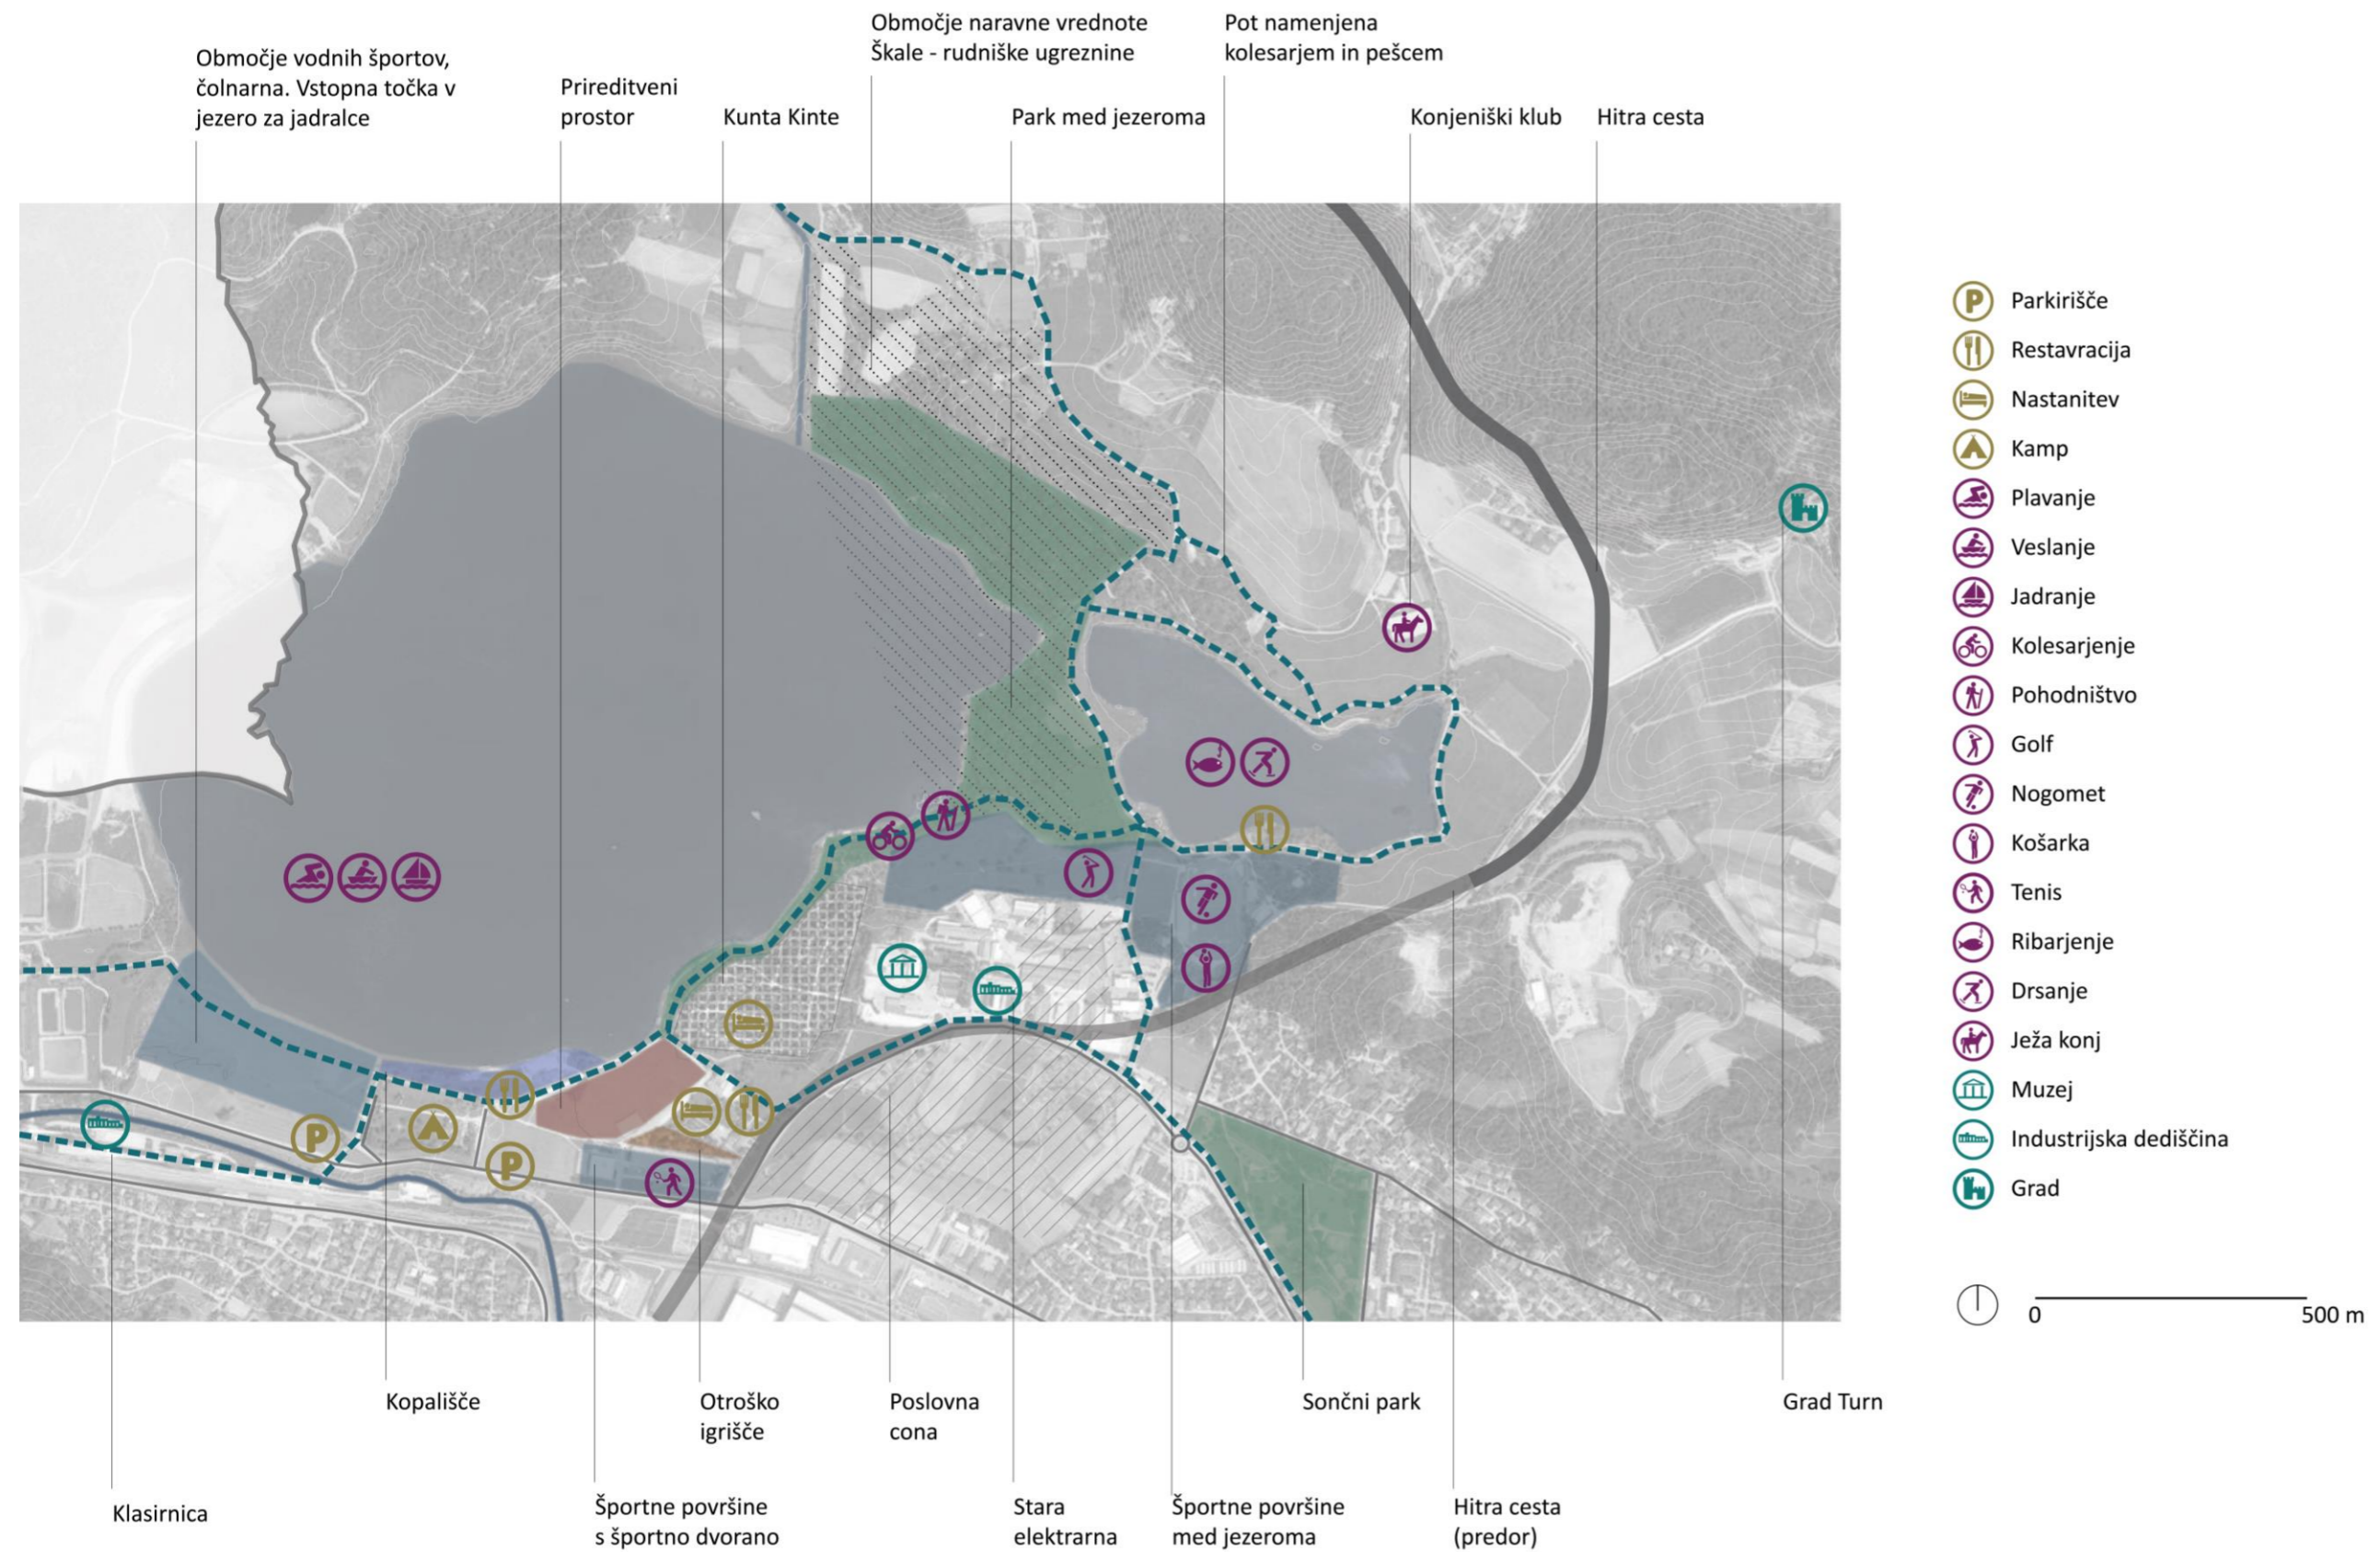 Območje vodnih športov,
čolnarna. Vstopna točka v
jezero za jadralce
Prireditveni
prostor
Kunta Kinte
Območje naravne vrednote
Škale - rudniške ugreznine
Park med jezeroma
Pot namenjena
kolesarjem in pešcem
Konjeniški klub
Hitra cesta
P Parkirišče
Restavracija
Nastanitev
Kamp
Plavanje
Veslanje
Jadranje
Kolesarjenje
Pohodništvo
Golf
Nogomet
Košarka
Tenis
Ribarjenje
Drsanje
Ježa konj
Muzej
Industrijska dediščina
Grad
0
500 m
P
P
Klasirnica
Kopališče
Športne površine
s športno dvorano
Otroško
igrišče
Poslovna
cona
Stara
elektrarna
Športne površine
med jezeroma
Sončni park
Hitra cesta
(predor)
Grad Turn